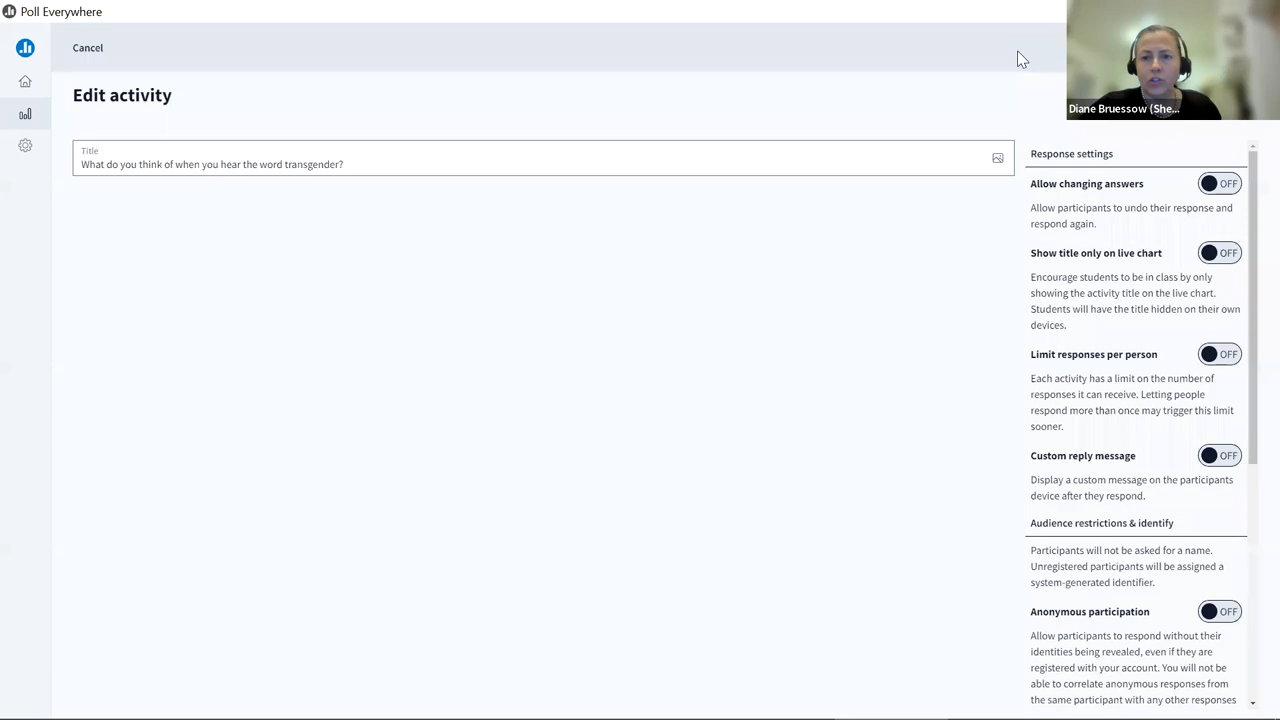 Poll Everywhere
Cancel
Diane Bruessow (She...
Edit activity
Title
What do you think of when you hear the word transgender?
Response settings
Allow changing answers
OFF
Allow participants to undo their response and
respond again.
Show title only on live chart
OFF
Encourage students to be in class by only
showing the activity title on the live chart.
Students will have the title hidden on their own
devices.
Limit responses per person
OFF
Each activity has a limit on the number of
responses it can receive. Letting people
respond more than once may trigger this limit
sooner.
Custom reply message
OFF
Display a custom message on the participants
device after they respond.
Audience restrictions & identify
Participants will not be asked for a name.
Unregistered participants will be assigned a
system-generated identifier.
Anonymous participation
OFF
Allow participants to respond without their
identities being revealed, even if they are
registered with your account. You will not be
able to correlate anonymous responses from
the same participant with any other responses